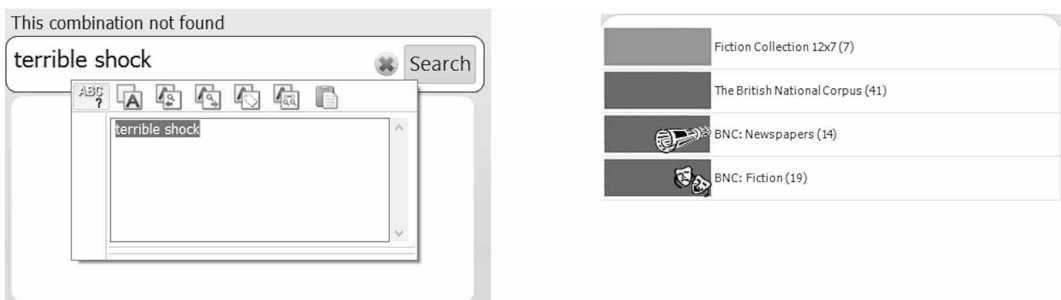 This combination not found
terrible shock
Search
ABC
?
A
terrible shock
Fiction Collection 12x7 (7)
The British National Corpus (41)
BNC: Newspapers (14)
BNC: Fiction (19)